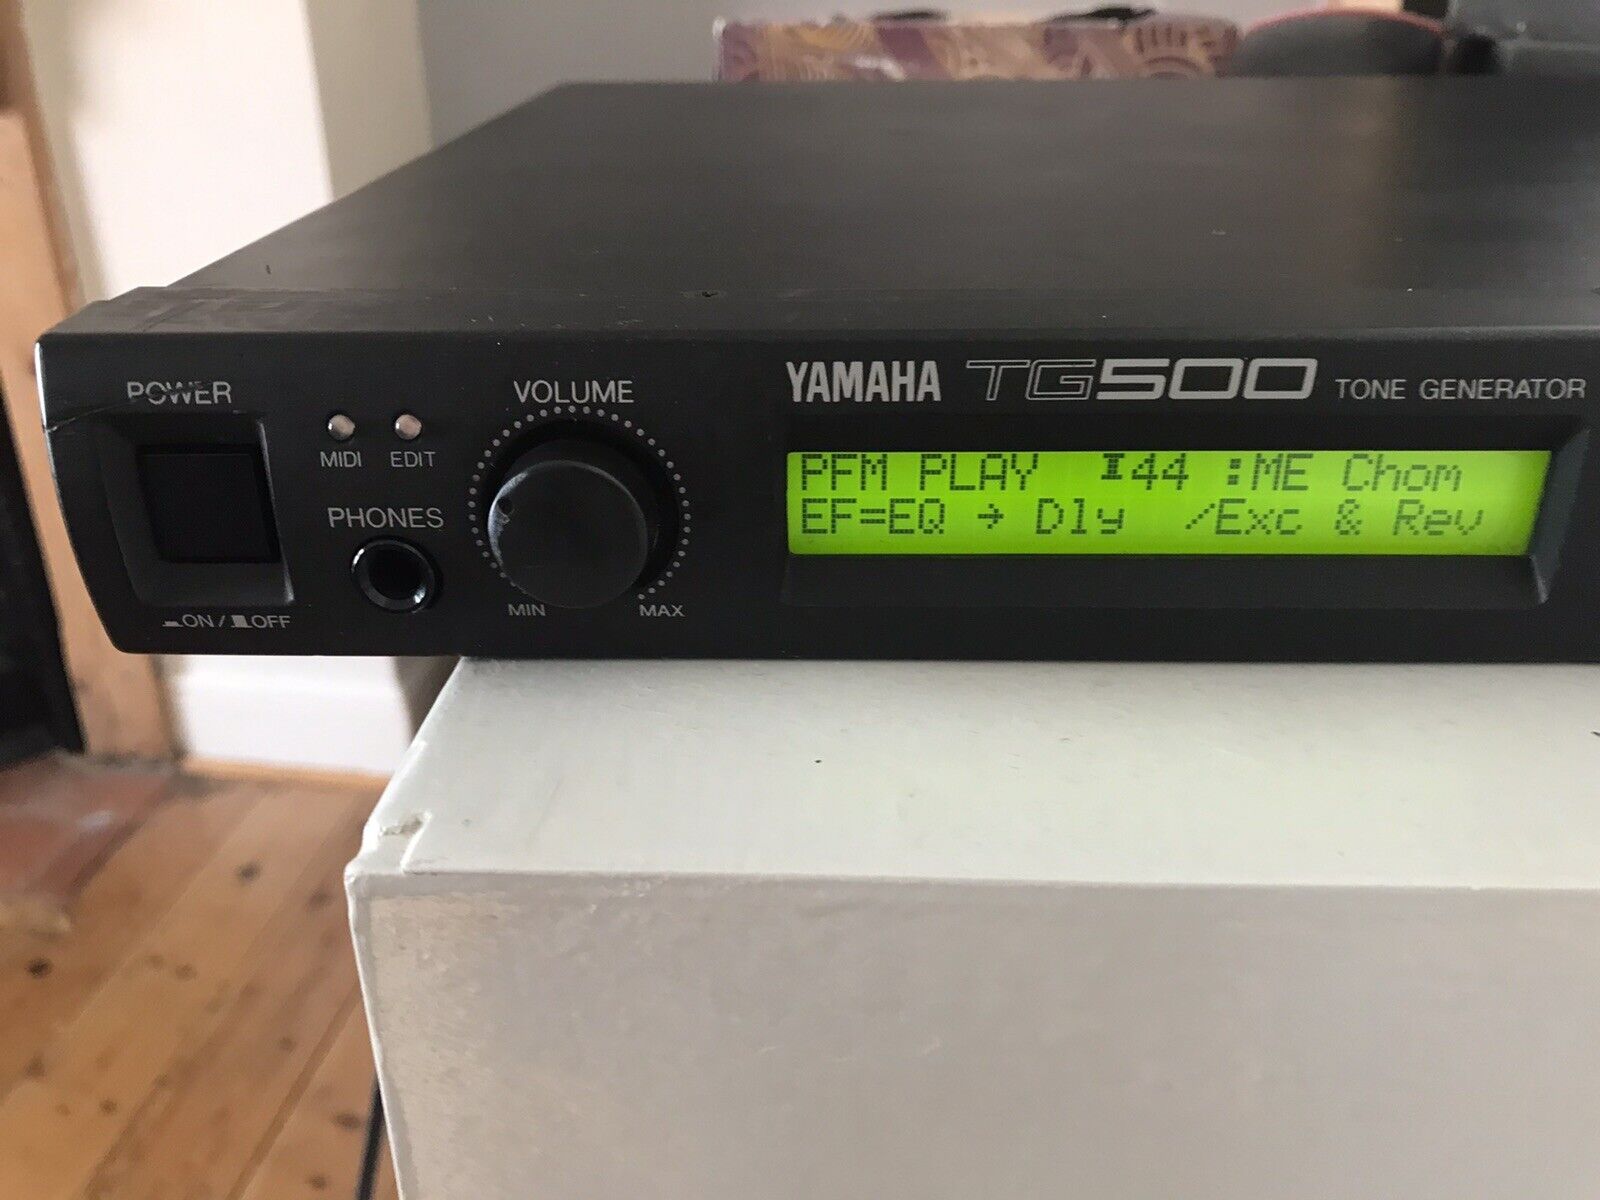 POWER
MIDI EDIT
PHONES
ON / OFF
VOLUME
MIN MAX
YAMAHA TG500 TONE GENERATOR
PFM PLAY I44 :ME Chom
EF=EQ → Dly /Exc & Rev